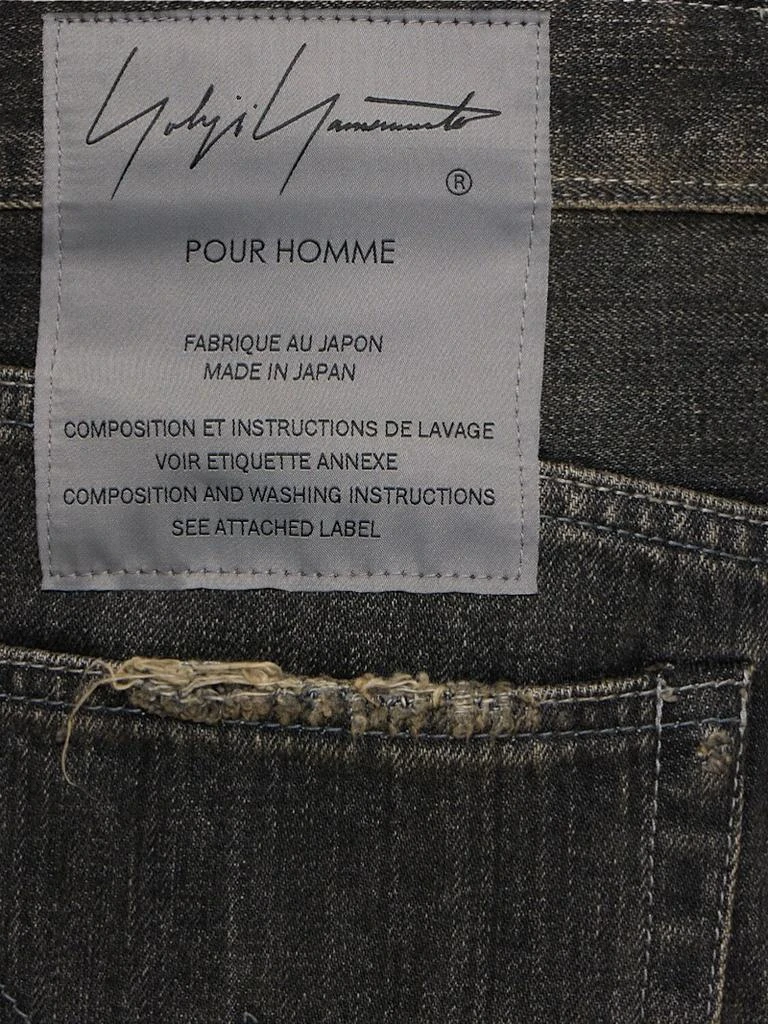 Yohji Yamamoto
®
POUR HOMME
FABRIQUE AU JAPON
MADE IN JAPAN
COMPOSITION ET INSTRUCTIONS DE LAVAGE
VOIR ETIQUETTE ANNEXE
COMPOSITION AND WASHING INSTRUCTIONS
SEE ATTACHED LABEL